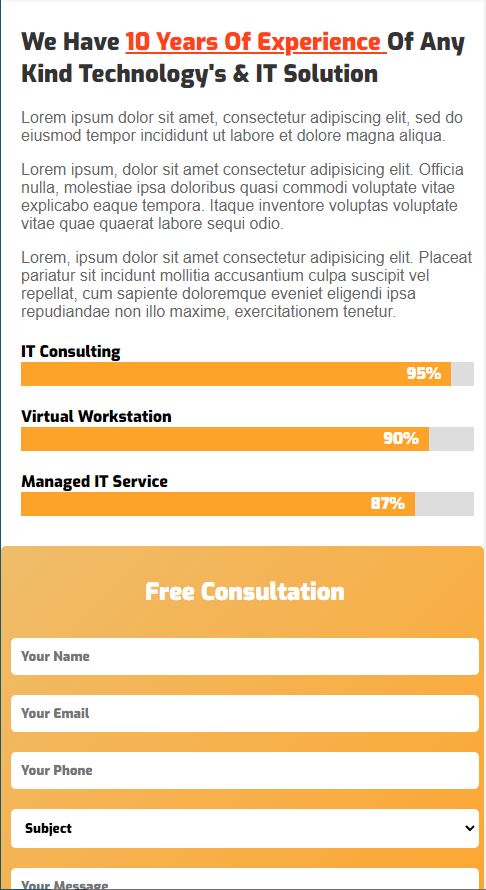 We Have 10 Years Of Experience Of Any
Kind Technology's & IT Solution
Lorem ipsum dolor sit amet, consectetur adipiscing elit, sed do
eiusmod tempor incididunt ut labore et dolore magna aliqua.
Lorem ipsum, dolor sit amet consectetur adipisicing elit. Officia
nulla, molestiae ipsa doloribus quasi commodi voluptate vitae
explicabo eaque tempora. Itaque inventore voluptas voluptate
vitae quae quaerat labore sequi odio.
Lorem, ipsum dolor sit amet consectetur adipisicing elit. Placeat
pariatur sit incidunt mollitia accusantium culpa suscipit vel
repellat, cum sapiente doloremque eveniet eligendi ipsa
repudiandae non illo maxime, exercitationem tenetur.
IT Consulting
95%
Virtual Workstation
90%
Managed IT Service
87%
Free Consultation
Your Name
Your Email
Your Phone
Subject
Your Message